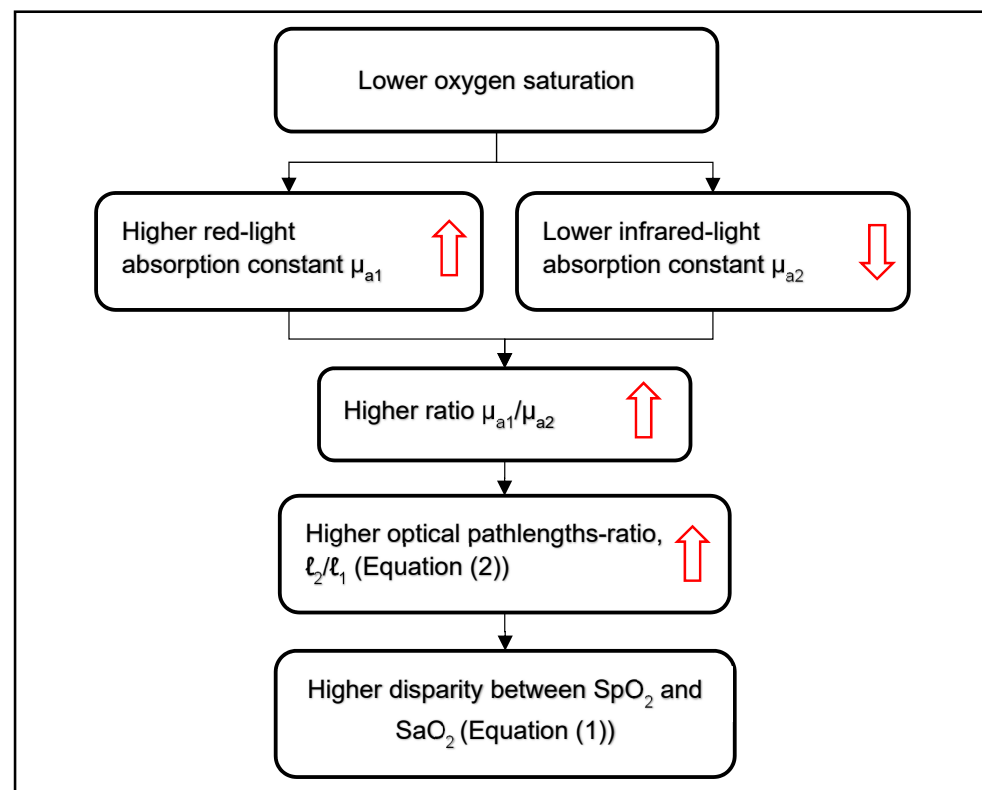 Lower oxygen saturation
Higher red-light
absorption constant μₐ₁
Lower infrared-light
absorption constant μₐ₂
Higher ratio μₐ₁/μₐ₂
Higher optical pathlengths-ratio,
ℓ₂/ℓ₁ (Equation (2))
Higher disparity between SpO₂ and
SaO₂ (Equation (1))